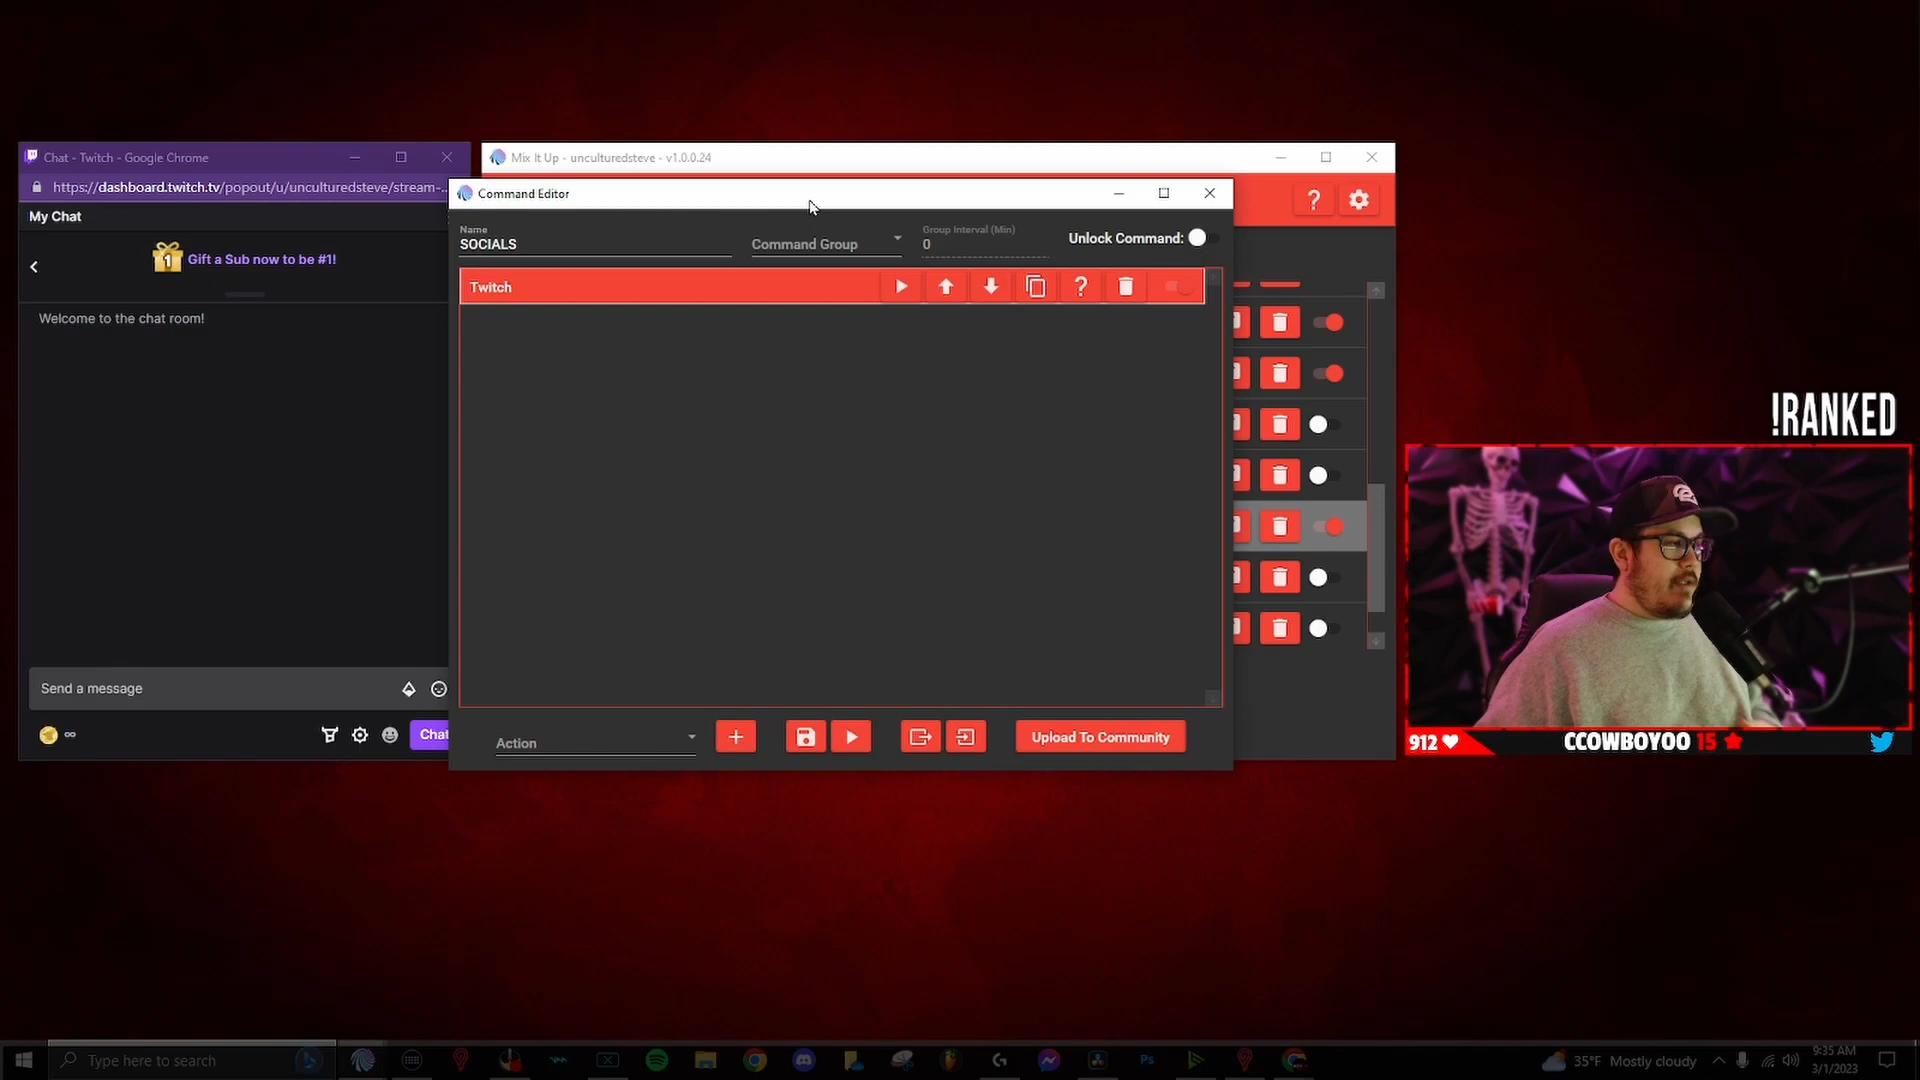 Chat - Twitch - Google Chrome
https://dashboard.twitch.tv/popout/u/unculturedsteve/stream-...
My Chat
1
Gift a Sub now to be #1!
Welcome to the chat room!
Send a message
∞
Chat
Mix It Up - unculturedsteve - v1.0.0.24
?
Command Editor
Name
SOCIALS
Command Group
Group Interval (Min)
0
Unlock Command:
Twitch
?
Action
+
Upload To Community
!RANKED
912
CCOWBOYOO 15
Type here to search
Ps
35°F Mostly cloudy
9:35 AM
3/1/2023